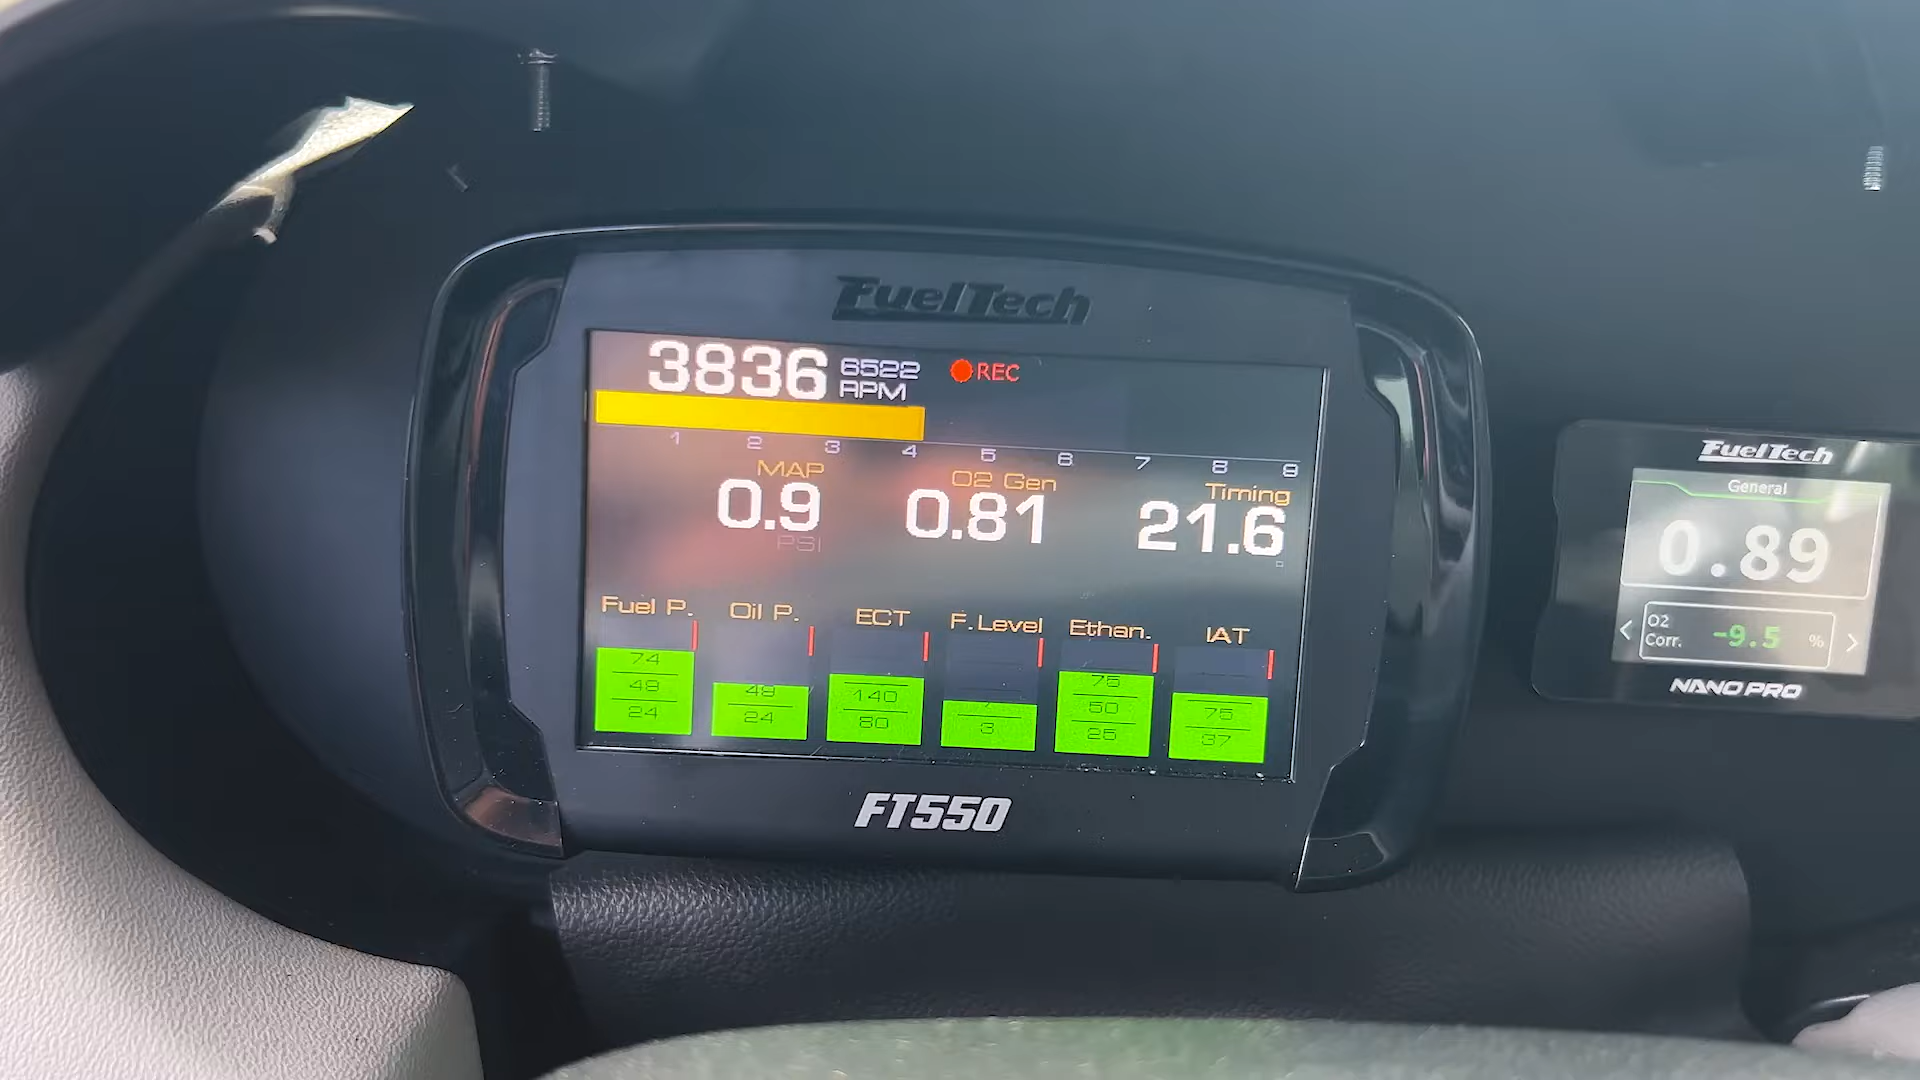 FuelTech
3836 6522 RPM REC
1 2 3 4 5 6 7 8 9
MAP O2 Gen Timing
0.9 0.81 21.6
PSI °
Fuel P. Oil P. ECT F.Level Ethan. IAT
74 48 140 75 75
48 24 80 3 50 37
24 25
FT550
FuelTech
General
0.89
O2
Corr. -9.5 %
NANO PRO